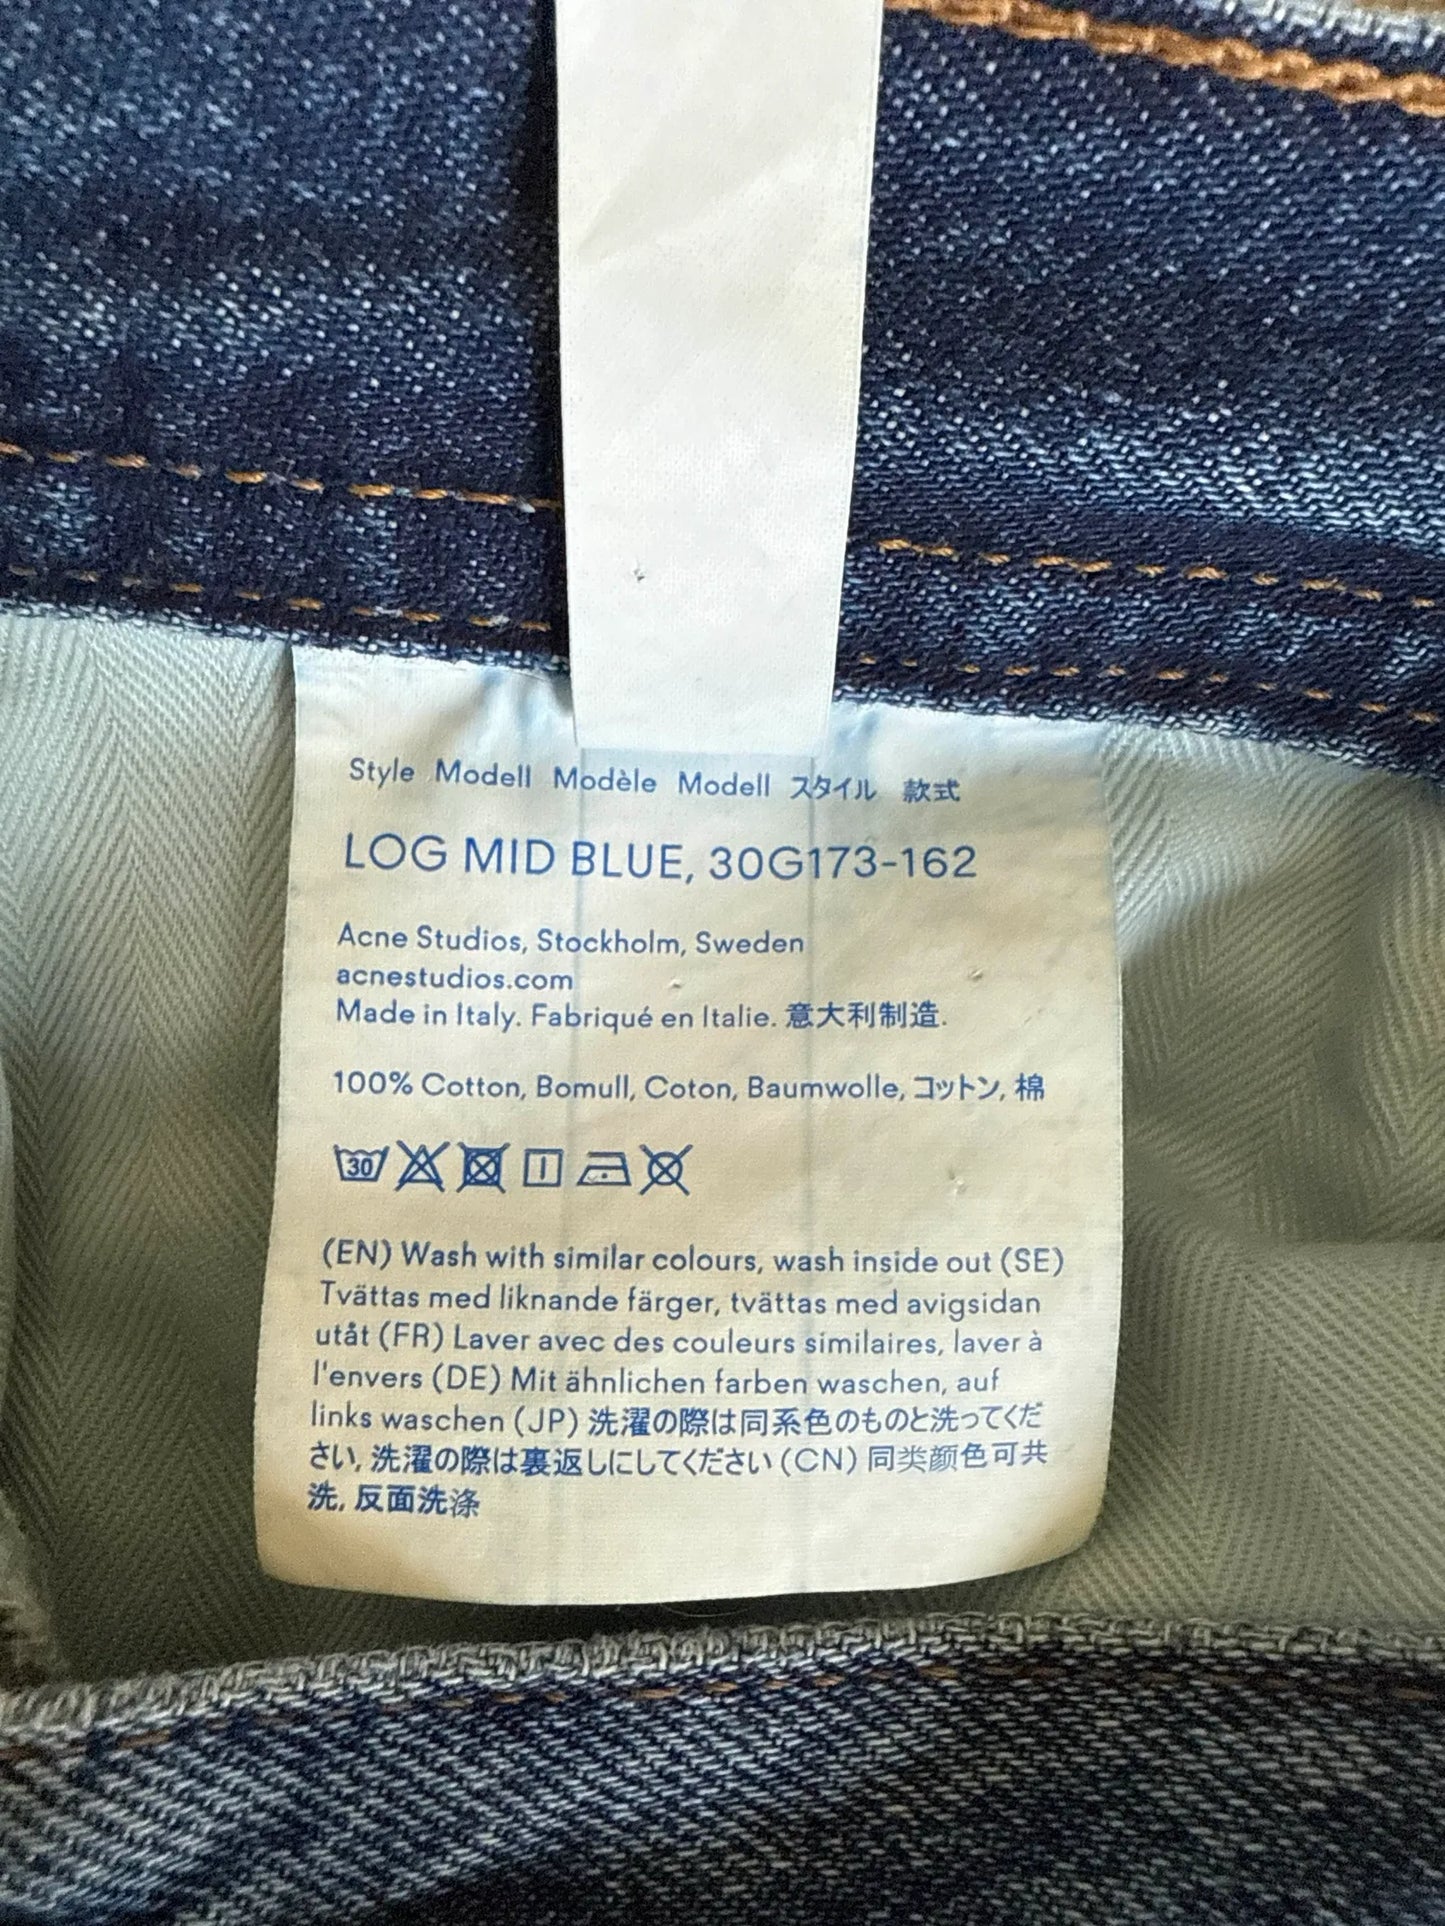 Style Modell Modèle Modell スタイル 款式
LOG MID BLUE, 30G173-162
Acne Studios, Stockholm, Sweden
acnestudios.com
Made in Italy. Fabriqué en Italie. 意大利制造.
100% Cotton, Bomull, Coton, Baumwolle, コットン, 棉
30
(EN) Wash with similar colours, wash inside out (SE)
Tvättas med liknande färger, tvättas med avigsidan
utåt (FR) Laver avec des couleurs similaires, laver à
l'envers (DE) Mit ähnlichen farben waschen, auf
links waschen (JP) 洗濯の際は同系色のものと洗ってくだ
さい, 洗濯の際は裏返しにしてください (CN) 同类颜色可共
洗, 反面洗涤